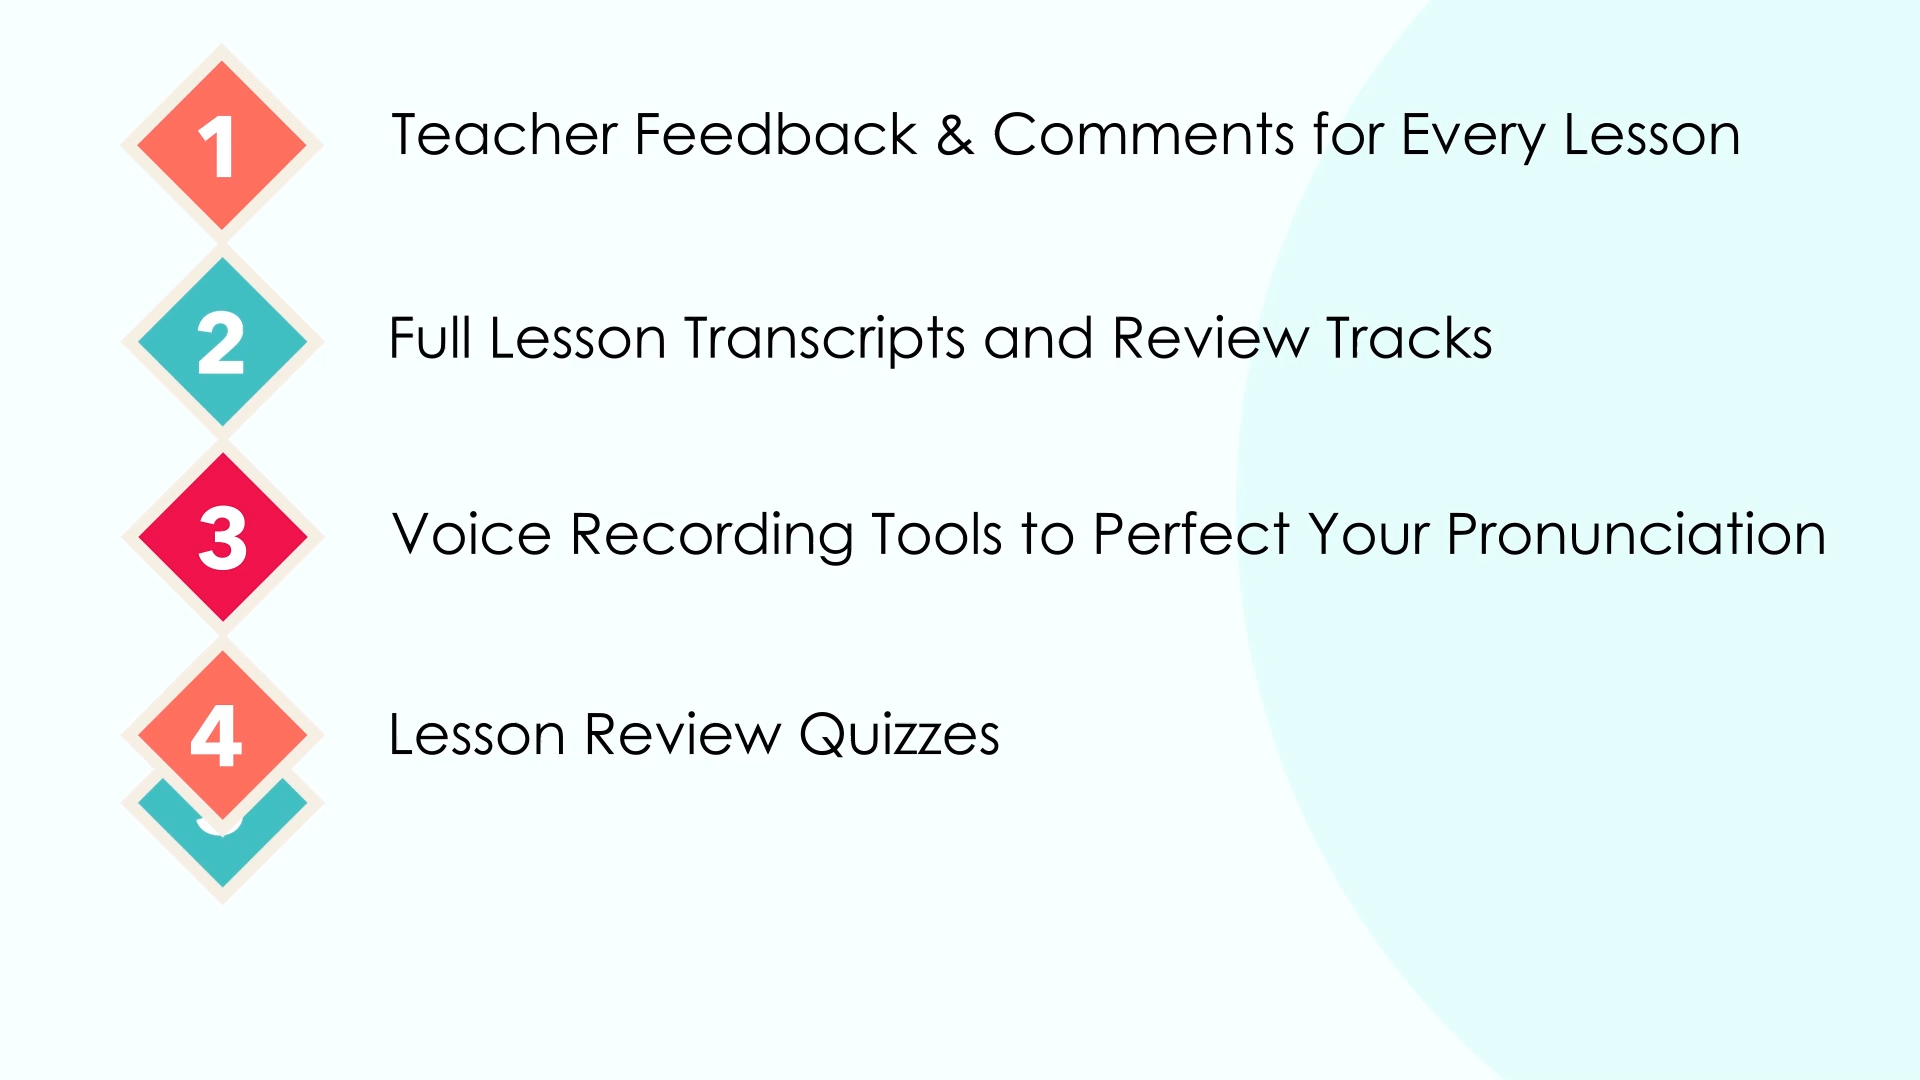 1 Teacher Feedback & Comments for Every Lesson
2 Full Lesson Transcripts and Review Tracks
3 Voice Recording Tools to Perfect Your Pronunciation
4 Lesson Review Quizzes